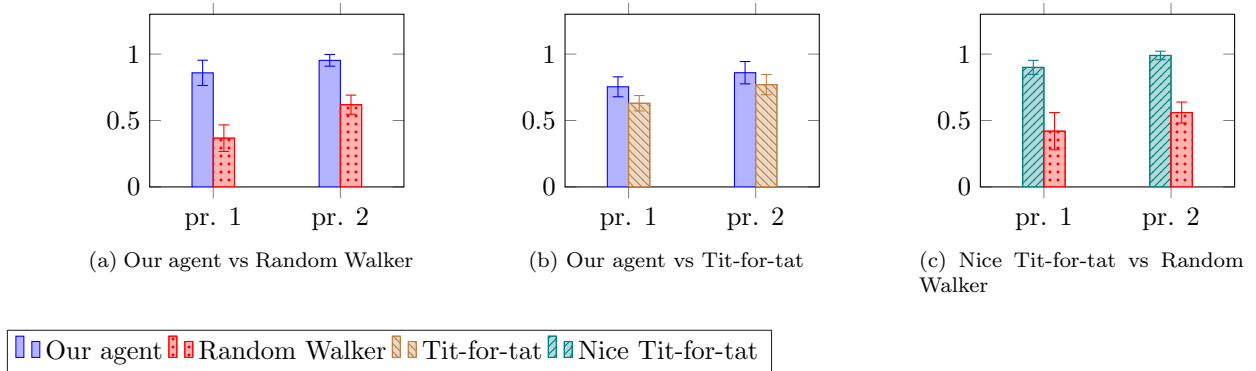 1
0.5
0
pr. 1
pr. 2
(a) Our agent vs Random Walker
1
0.5
0
pr. 1
pr. 2
(b) Our agent vs Tit-for-tat
1
0.5
0
pr. 1
pr. 2
(c) Nice Tit-for-tat vs Random
Walker
Our agent Random Walker Tit-for-tat Nice Tit-for-tat